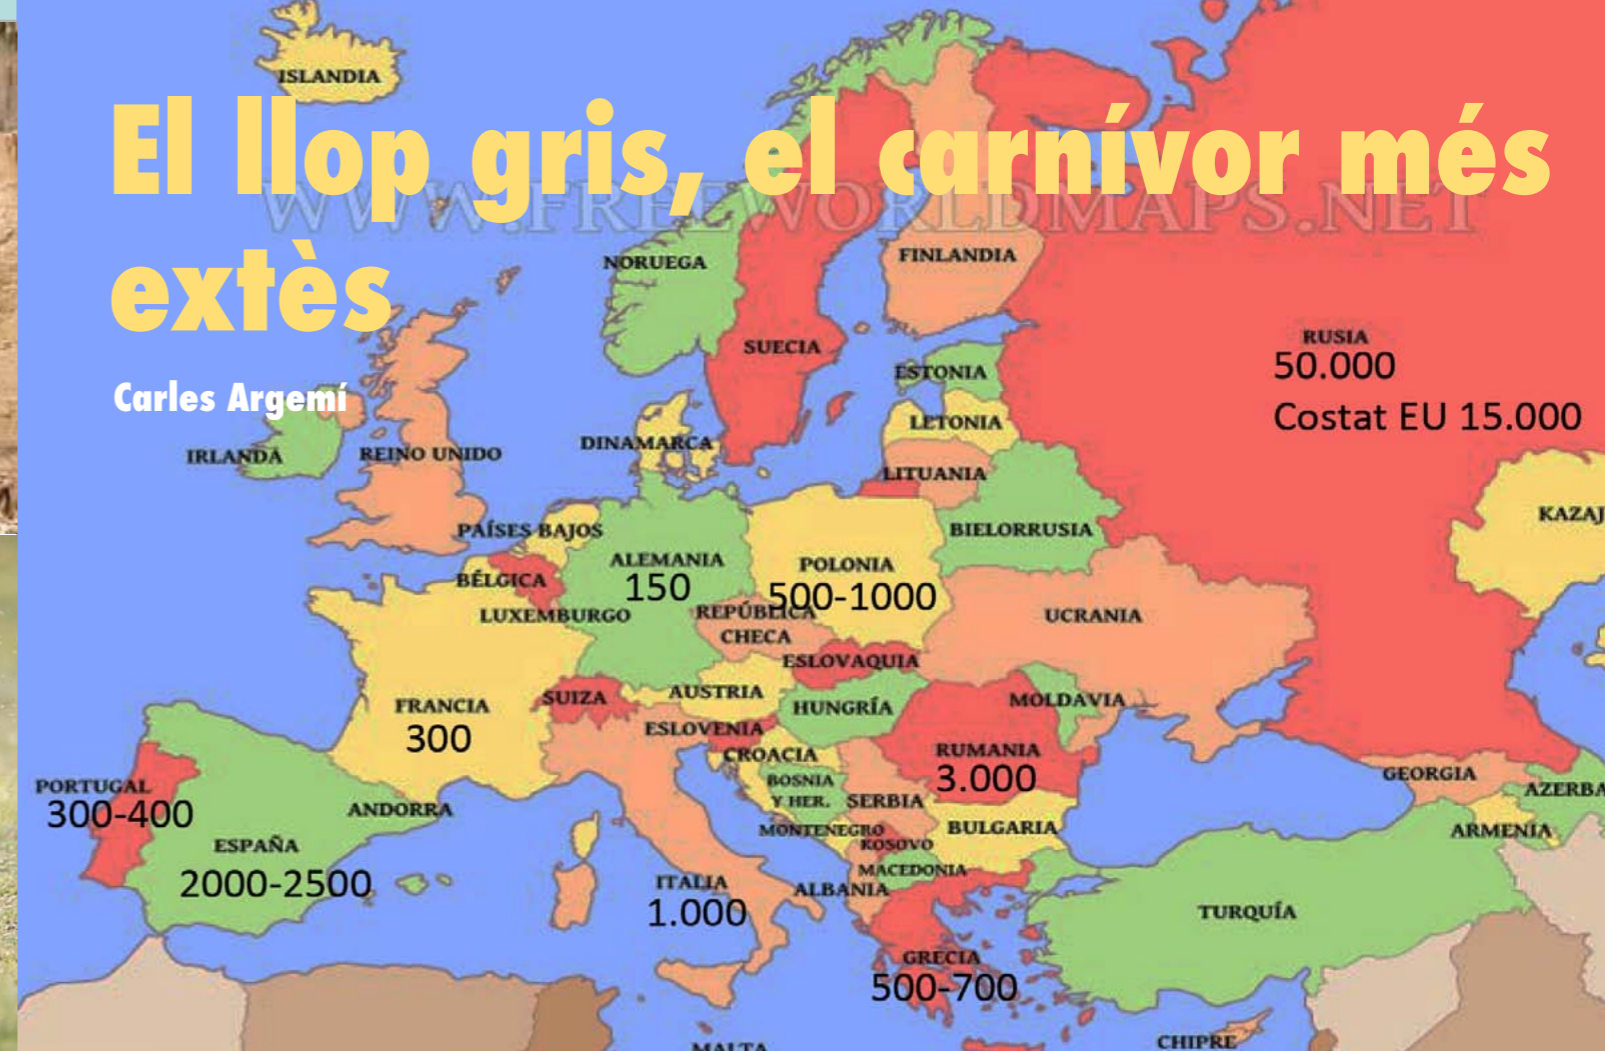 ISLANDIA
El llop gris, el carnívor més
extès
WWW.FREEWORLDMAPS.NET
Carles Argemí
NORUEGA
FINLANDIA
SUECIA
RUSIA
50.000
Costat EU 15.000
ESTONIA
LETONIA
DINAMARCA
IRLANDA
REINO UNIDO
LITUANIA
PAÍSES BAJOS
BIELORRUSIA
KAZAJ
ALEMANIA
150
POLONIA
500-1000
BÉLGICA
LUXEMBURGO
REPÚBLICA
CHECA
UCRANIA
ESLOVAQUIA
SUIZA
AUSTRIA
FRANCIA
300
HUNGRÍA
MOLDAVIA
ESLOVENIA
CROACIA
RUMANIA
3.000
BOSNIA
Y HER.
SERBIA
GEORGIA
AZERBA
PORTUGAL
300-400
ANDORRA
MONTENEGRO
KOSOVO
BULGARIA
ARMENIA
ESPAÑA
2000-2500
MACEDONIA
ITALIA
1.000
ALBANIA
TURQUÍA
GRECIA
500-700
CHIPRE
MALTA